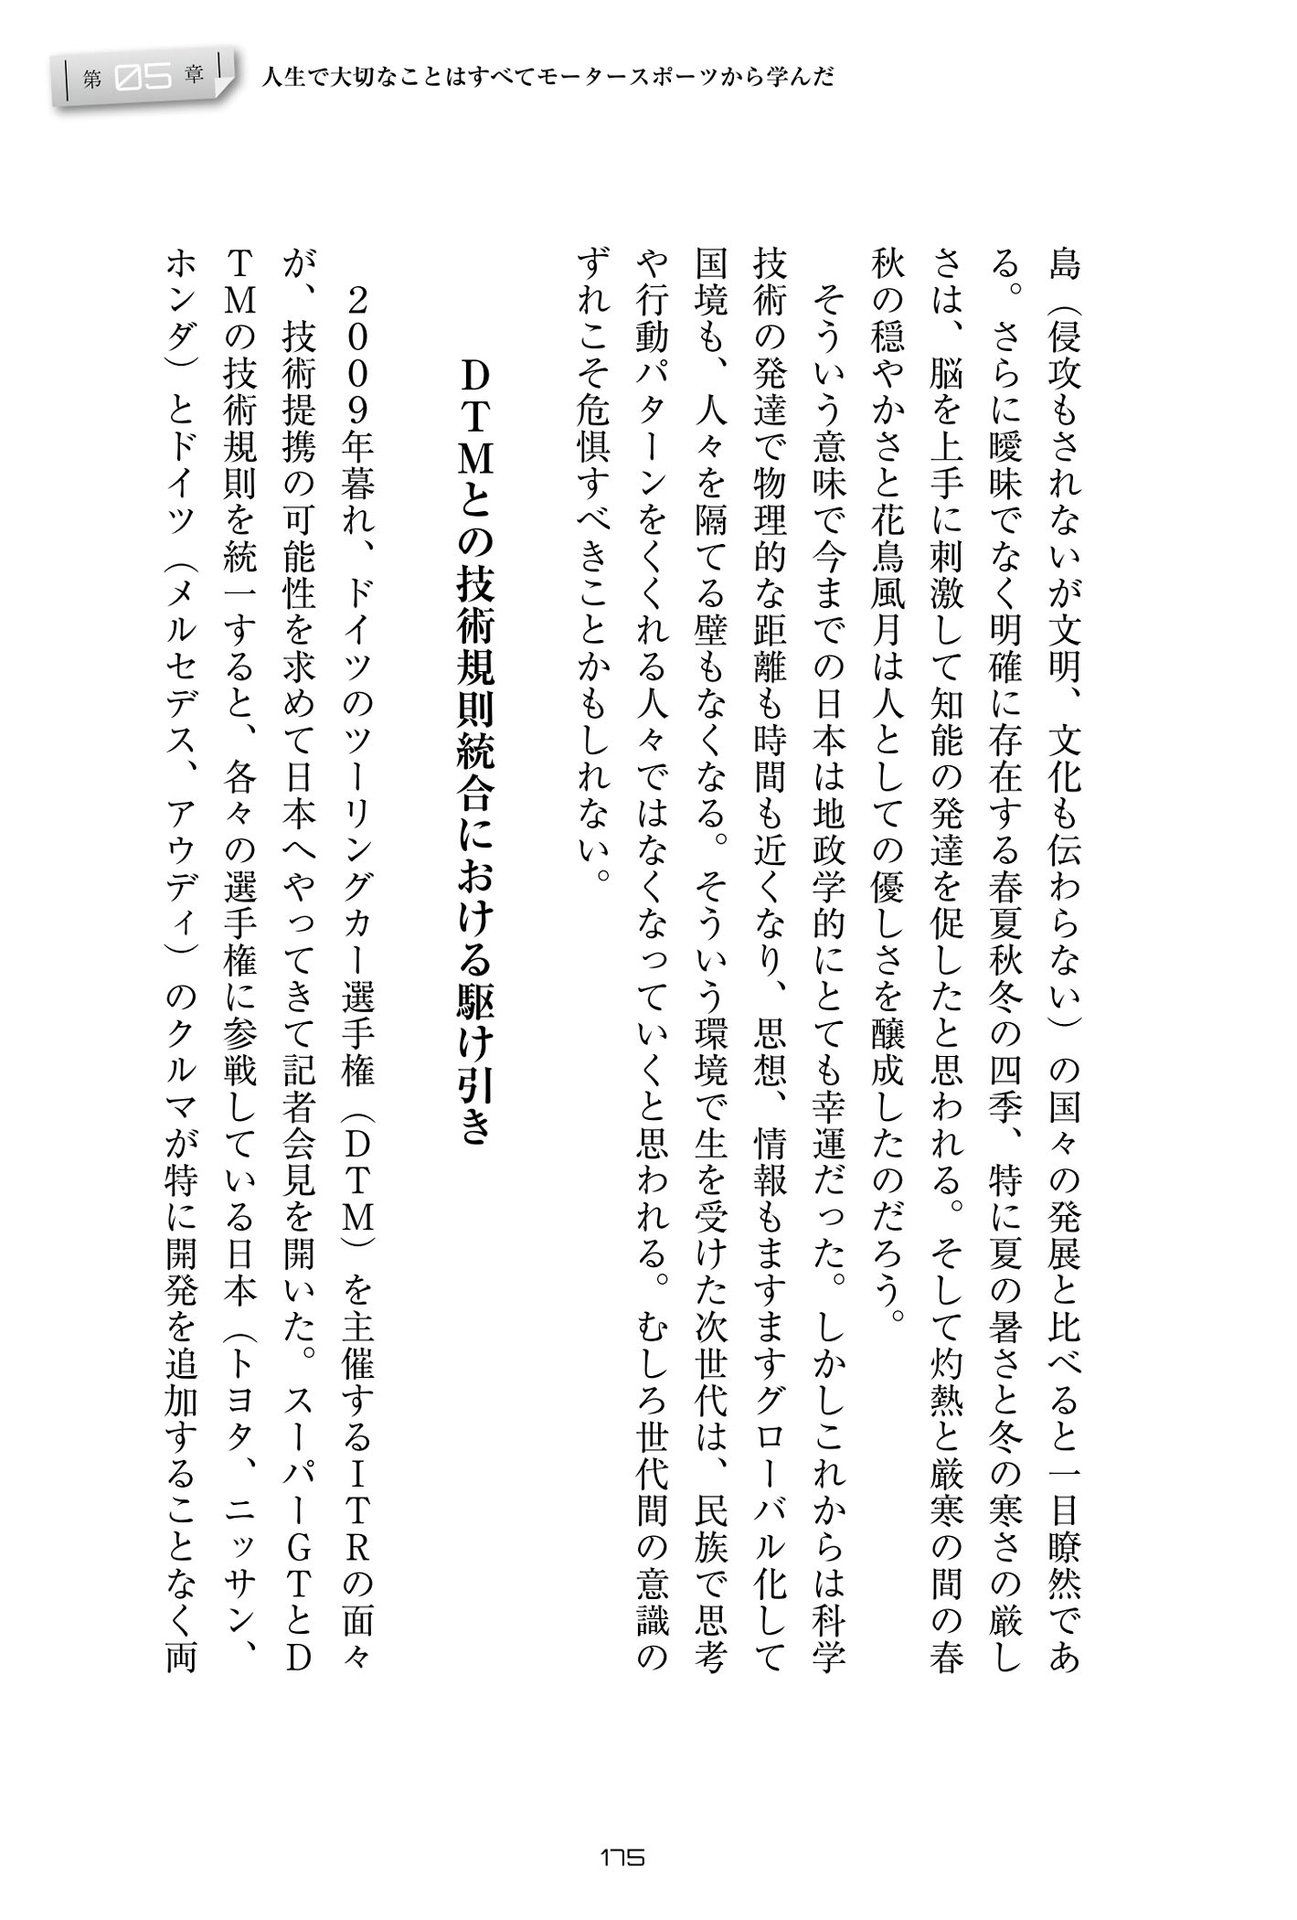 第05章
人生で大切なことはすべてモータースポーツから学んだ
島（侵攻もされないが文明、文化も伝わらない）の国々の発展と比べると一目瞭然であ
る。さらに曖昧でなく明確に存在する春夏秋冬の四季、特に夏の暑さと冬の寒さの厳し
さは、脳を上手に刺激して知能の発達を促したと思われる。そして灼熱と厳寒の間の春
秋の穏やかさと花鳥風月は人としての優しさを醸成したのだろう。
そういう意味で今までの日本は地政学的にとても幸運だった。しかしこれからは科学
技術の発達で物理的な距離も時間も近くなり、思想、情報もますますグローバル化して
国境も、人々を隔てる壁もなくなる。そういう環境で生を受けた次世代は、民族で思考
や行動パターンをくくれる人々ではなくなっていくと思われる。むしろ世代間の意識の
ずれこそ危惧すべきことかもしれない。
DTMとの技術規則統合における駆け引き
2009年暮れ、ドイツのツーリングカー選手権（DTM）を主催するITRの面々
が、技術提携の可能性を求めて日本へやってきて記者会見を開いた。スーパーGTとD
TMの技術規則を統一すると、各々の選手権に参戦している日本（トヨタ、ニッサン、
ホンダ）とドイツ（メルセデス、アウディ）のクルマが特に開発を追加することなく両
175